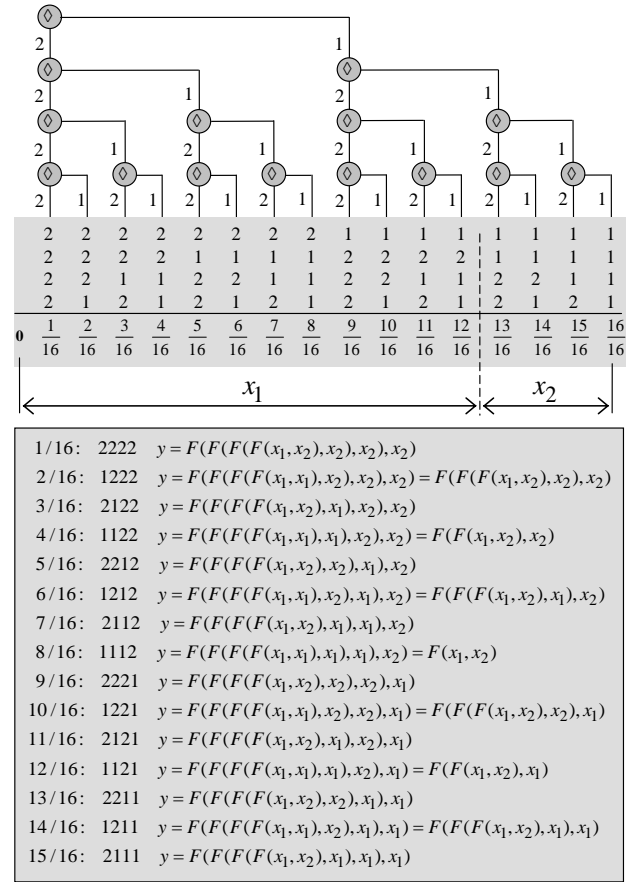 ◊
2 1
◊ ◊
2 1 2 1
◊ ◊ ◊ ◊
2 1 2 1 2 1 2 1
◊ ◊ ◊ ◊ ◊ ◊ ◊ ◊
2 1 2 1 2 1 2 1 2 1 2 1 2 1 2 1
2 2 2 2 2 2 2 2 1 1 1 1 1 1 1 1
2 2 2 2 1 1 1 1 2 2 2 2 1 1 1 1
2 2 1 1 2 2 1 1 2 2 1 1 2 2 1 1
2 1 2 1 2 1 2 1 2 1 2 1 2 1 2 1
0 1/16 2/16 3/16 4/16 5/16 6/16 7/16 8/16 9/16 10/16 11/16 12/16 13/16 14/16 15/16 16/16
x₁ x₂
1/16: 2222 y = F(F(F(F(x₁,x₂),x₂),x₂),x₂)
2/16: 1222 y = F(F(F(F(x₁,x₁),x₂),x₂),x₂) = F(F(F(x₁,x₂),x₂),x₂)
3/16: 2122 y = F(F(F(F(x₁,x₂),x₁),x₂),x₂)
4/16: 1122 y = F(F(F(F(x₁,x₁),x₁),x₂),x₂) = F(F(x₁,x₂),x₂)
5/16: 2212 y = F(F(F(F(x₁,x₂),x₂),x₁),x₂)
6/16: 1212 y = F(F(F(F(x₁,x₁),x₂),x₁),x₂) = F(F(F(x₁,x₂),x₁),x₂)
7/16: 2112 y = F(F(F(F(x₁,x₂),x₁),x₁),x₂)
8/16: 1112 y = F(F(F(F(x₁,x₁),x₁),x₁),x₂) = F(x₁,x₂)
9/16: 2221 y = F(F(F(F(x₁,x₂),x₂),x₂),x₁)
10/16: 1221 y = F(F(F(F(x₁,x₁),x₂),x₂),x₁) = F(F(F(x₁,x₂),x₂),x₁)
11/16: 2121 y = F(F(F(F(x₁,x₂),x₁),x₂),x₁)
12/16: 1121 y = F(F(F(F(x₁,x₁),x₁),x₂),x₁) = F(F(x₁,x₂),x₁)
13/16: 2211 y = F(F(F(F(x₁,x₂),x₂),x₁),x₁)
14/16: 1211 y = F(F(F(F(x₁,x₁),x₂),x₁),x₁) = F(F(F(x₁,x₂),x₁),x₁)
15/16: 2111 y = F(F(F(F(x₁,x₂),x₁),x₁),x₁)